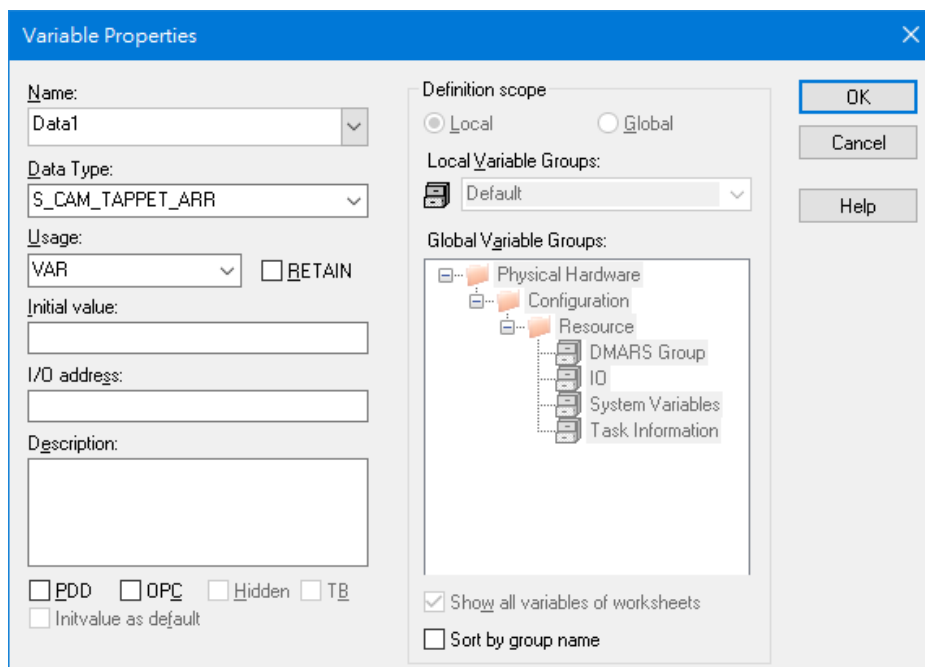 Variable Properties
Name:
Data1
Data Type:
S_CAM_TAPPET_ARR
Usage:
VAR
RETAIN
Initial value:
I/O address:
Description:
PDD
OPC
Hidden
TB
Initvalue as default
Definition scope
Local
Global
Local Variable Groups:
Default
Global Variable Groups:
Physical Hardware
Configuration
Resource
DMARS Group
IO
System Variables
Task Information
Show all variables of worksheets
Sort by group name
OK
Cancel
Help